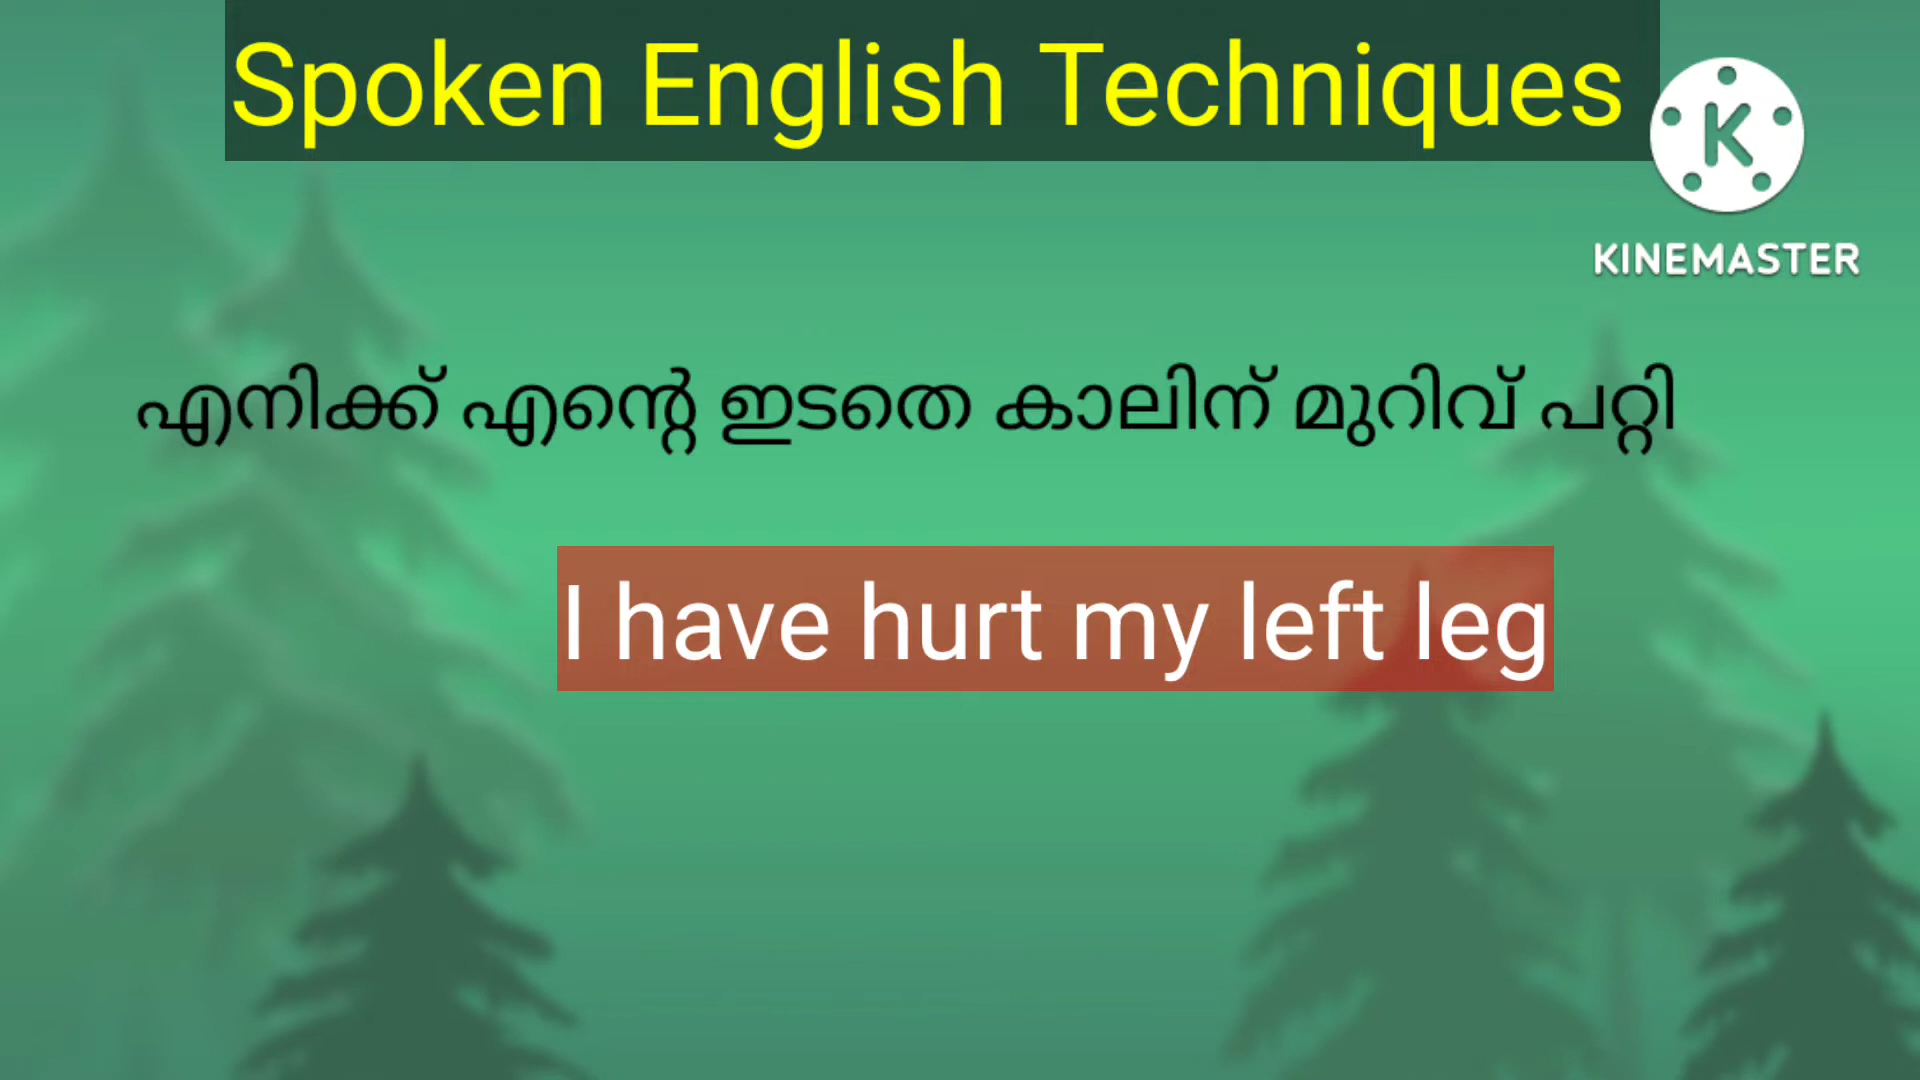 Spoken English Techniques
K
KINEMASTER
എനിക്ക് എന്റെ ഇടതെ കാലിന് മുറിവ് പറ്റി
I have hurt my left leg